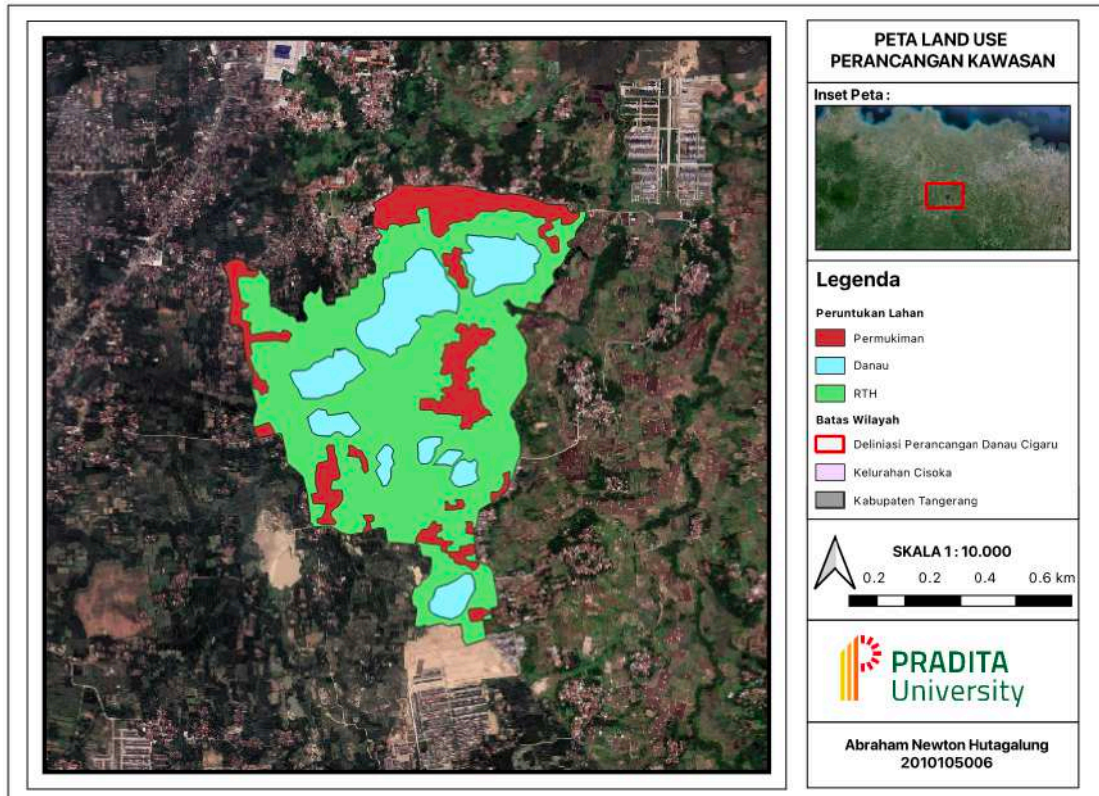 PETA LAND USE
PERANCANGAN KAWASAN
Inset Peta :
Legenda
Peruntukan Lahan
Permukiman
Danau
RTH
Batas Wilayah
Deliniasi Perancangan Danau Cigaru
Kelurahan Cisoka
Kabupaten Tangerang
SKALA 1 : 10.000
0.2 0.2 0.4 0.6 km
PRADITA
University
Abraham Newton Hutagalung
2010105006